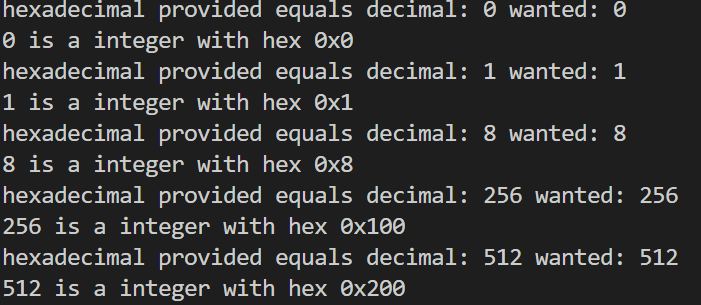 hexadecimal provided equals decimal: 0 wanted: 0
0 is a integer with hex 0x0
hexadecimal provided equals decimal: 1 wanted: 1
1 is a integer with hex 0x1
hexadecimal provided equals decimal: 8 wanted: 8
8 is a integer with hex 0x8
hexadecimal provided equals decimal: 256 wanted: 256
256 is a integer with hex 0x100
hexadecimal provided equals decimal: 512 wanted: 512
512 is a integer with hex 0x200